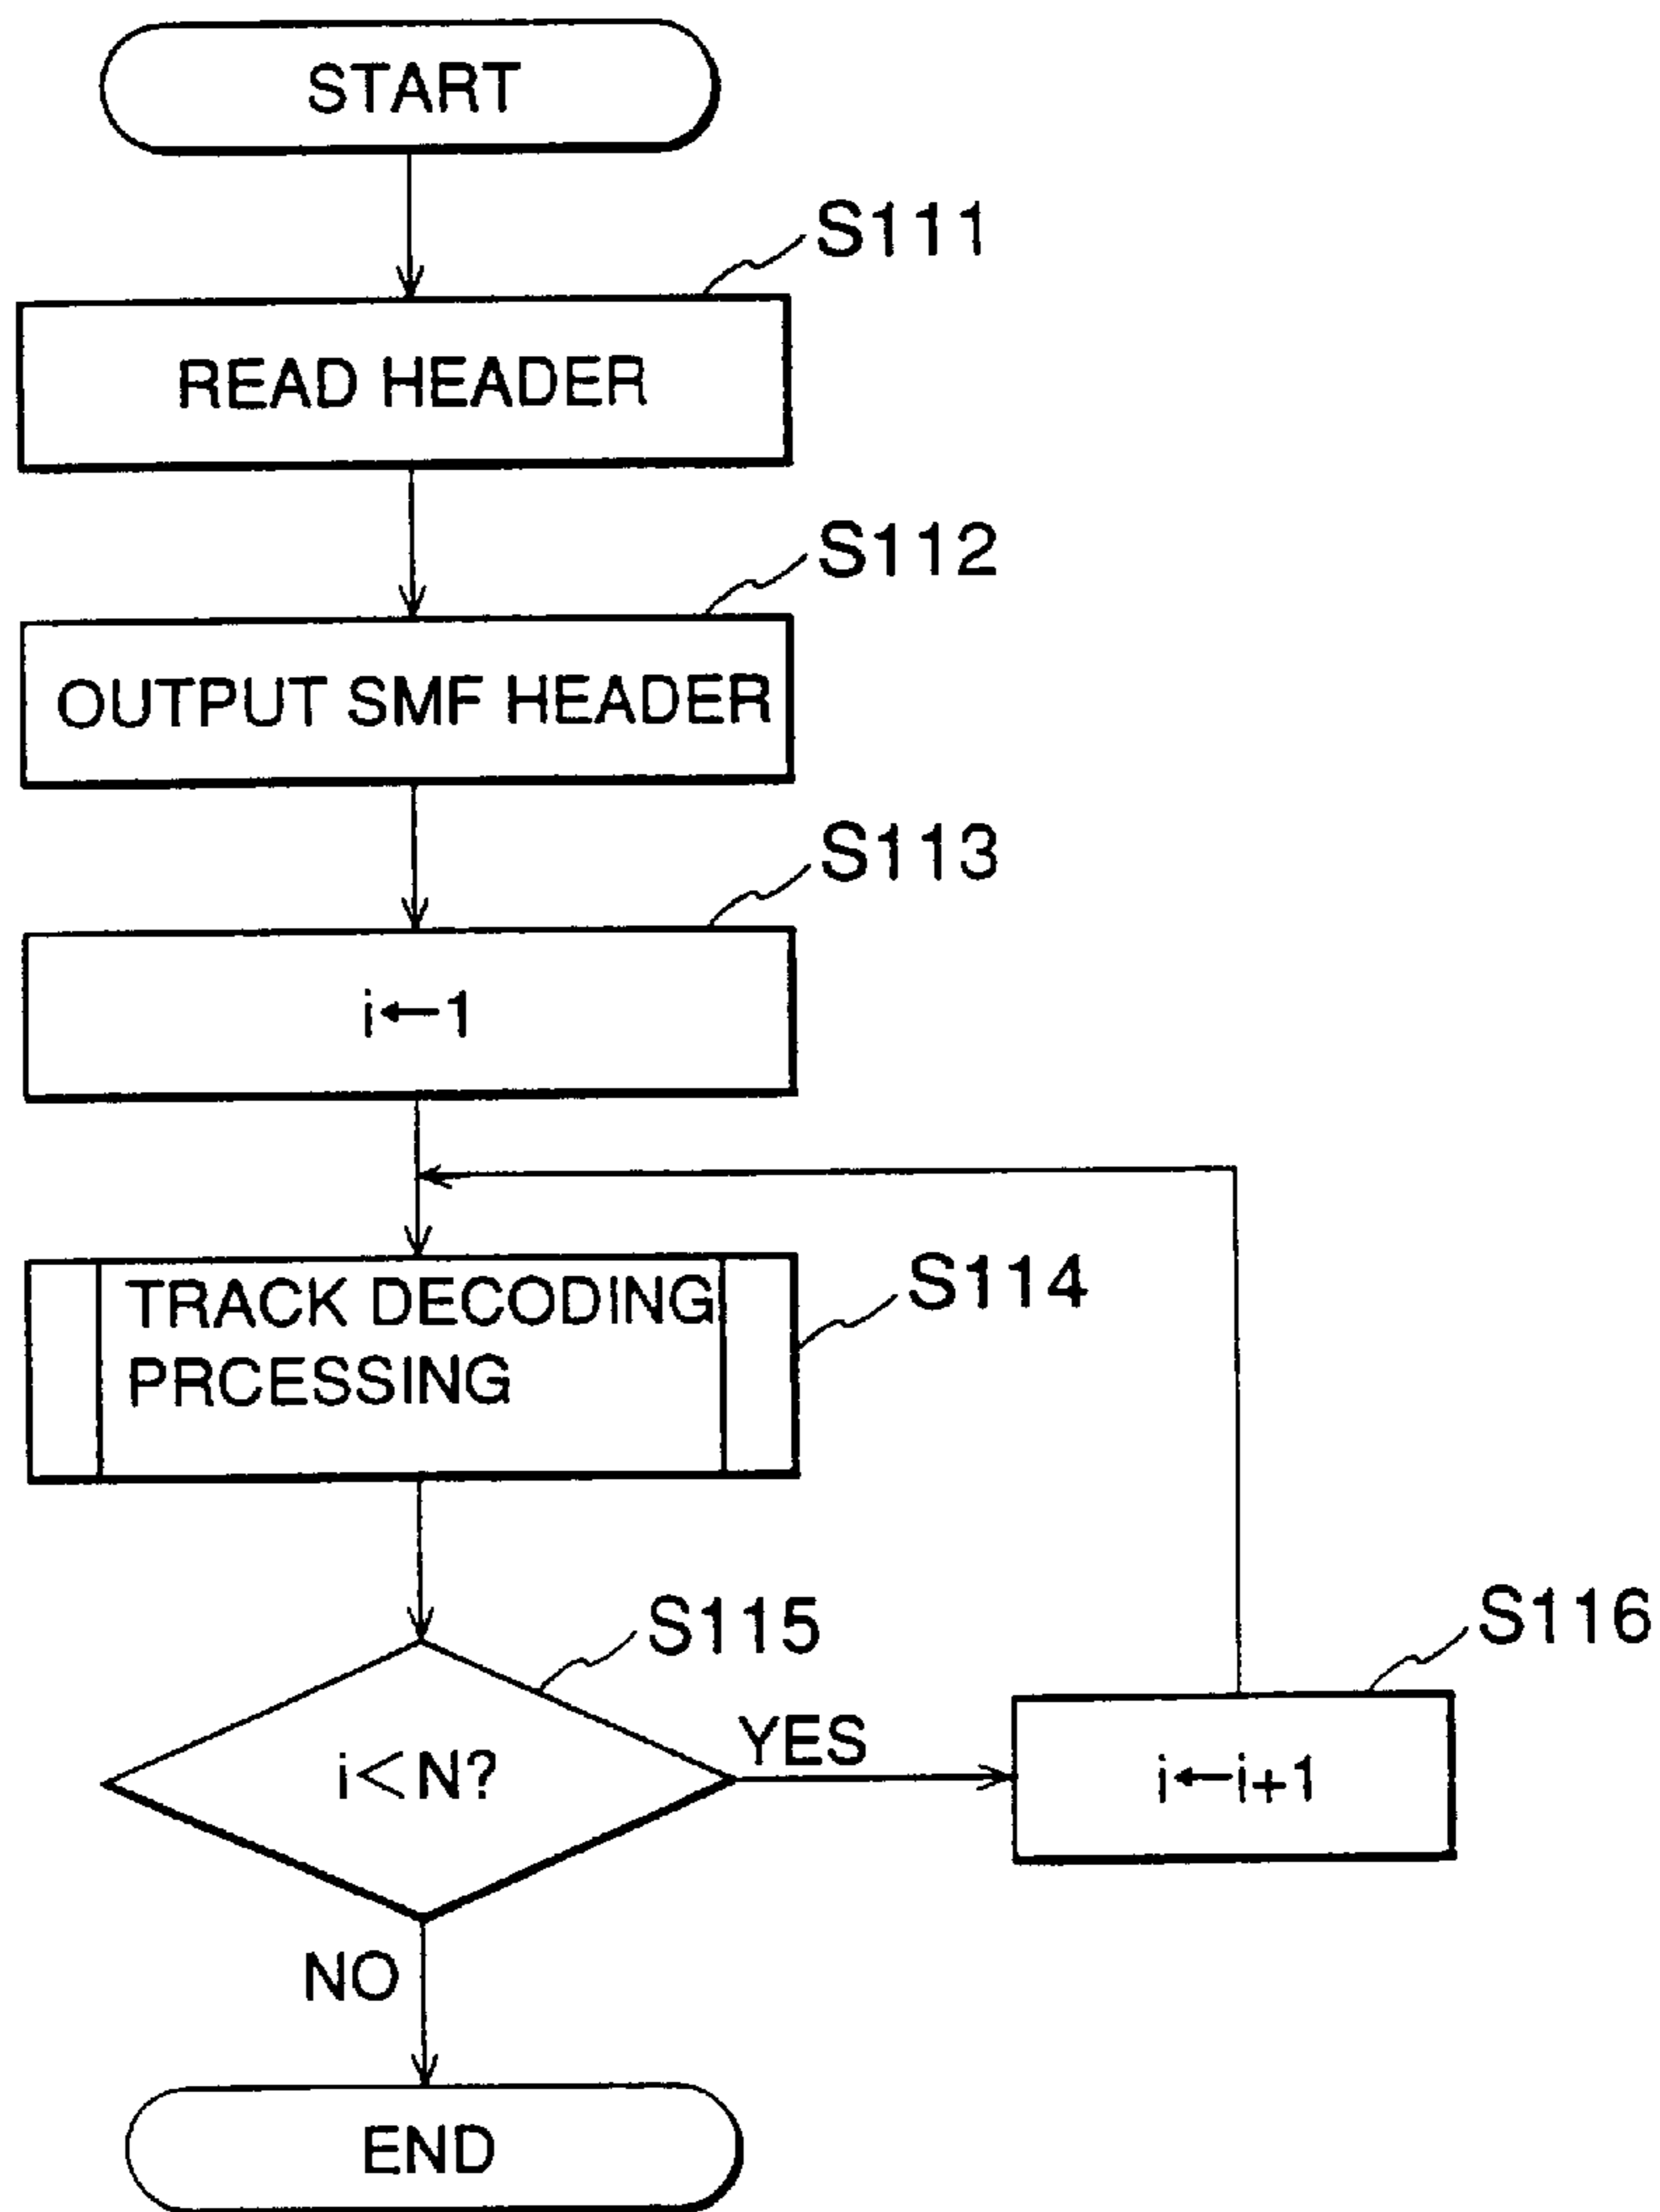 START
S111
READ HEADER
S112
OUTPUT SMF HEADER
S113
i←1
TRACK DECODING
PRCESSING
S114
S115
i<N?
YES
S116
i←i+1
NO
END